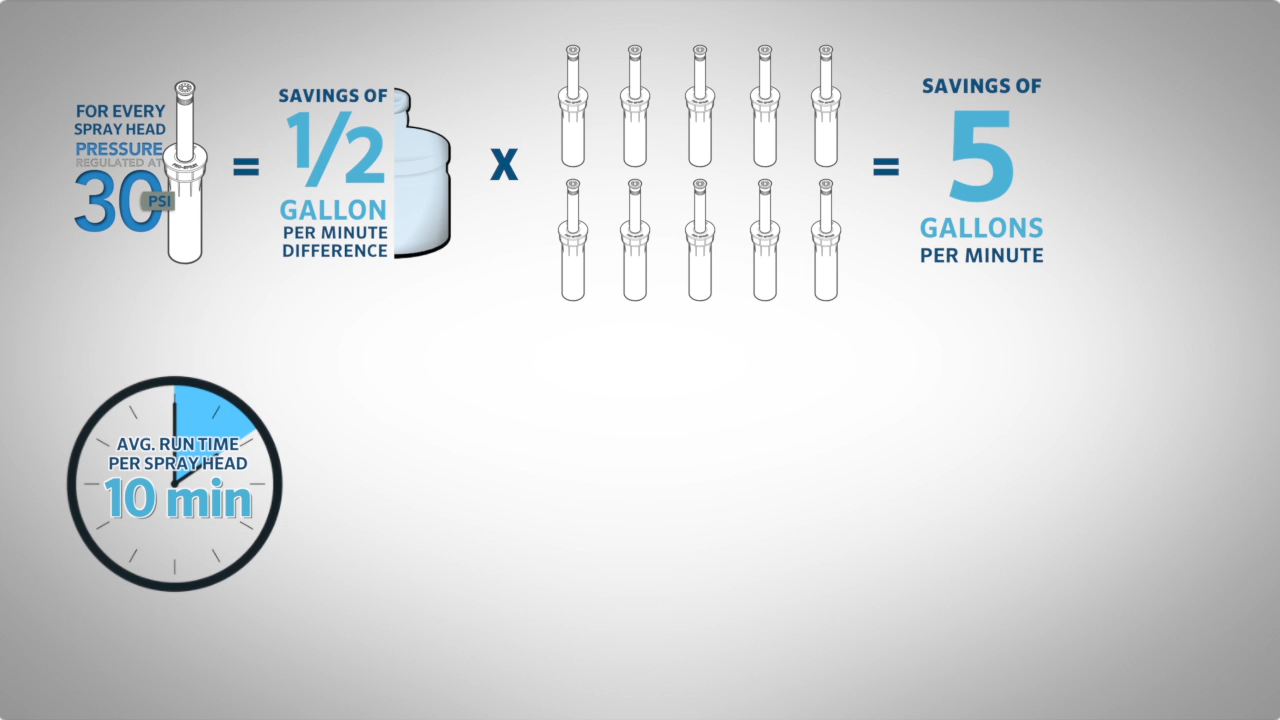 FOR EVERY
SPRAY HEAD
PRESSURE
REGULATED AT
30 PSI
=
SAVINGS OF
1/2
GALLON
PER MINUTE
DIFFERENCE
X
=
SAVINGS OF
5
GALLONS
PER MINUTE
AVG. RUN TIME
PER SPRAY HEAD
10 min